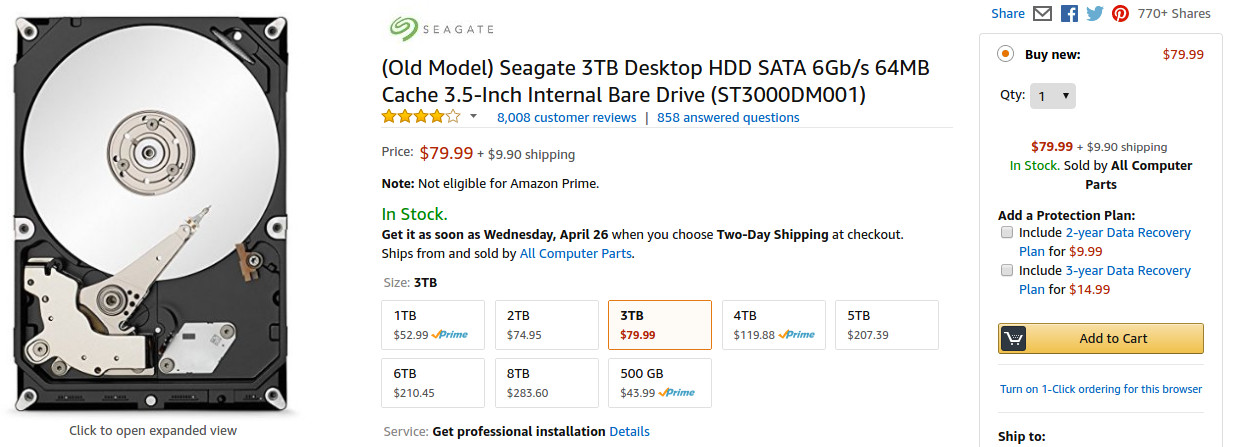 Share 770+ Shares
SEAGATE
(Old Model) Seagate 3TB Desktop HDD SATA 6Gb/s 64MB
Cache 3.5-Inch Internal Bare Drive (ST3000DM001)
8,008 customer reviews | 858 answered questions
Price: $79.99 + $9.90 shipping
Note: Not eligible for Amazon Prime.
In Stock.
Get it as soon as Wednesday, April 26 when you choose Two-Day Shipping at checkout.
Ships from and sold by All Computer Parts.
Size: 3TB
1TB
$52.99 Prime
2TB
$74.95
3TB
$79.99
4TB
$119.88 Prime
5TB
$207.39
6TB
$210.45
8TB
$283.60
500 GB
$43.99 Prime
Service: Get professional installation Details
Click to open expanded view
Buy new: $79.99
Qty: 1
$79.99 + $9.90 shipping
In Stock. Sold by All Computer
Parts
Add a Protection Plan:
Include 2-year Data Recovery
Plan for $9.99
Include 3-year Data Recovery
Plan for $14.99
Add to Cart
Turn on 1-Click ordering for this browser
Ship to: